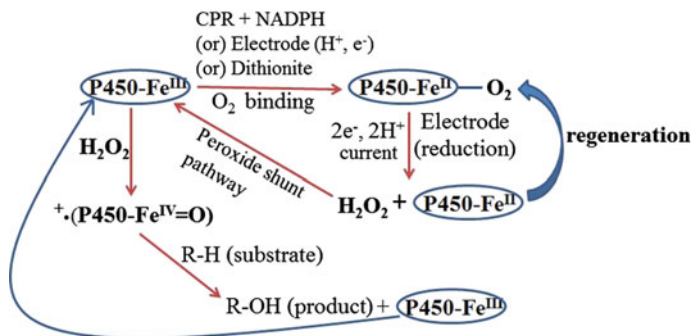 CPR + NADPH
(or) Electrode (H⁺, e⁻)
(or) Dithionite
P450-Feᴵᴵᴵ
P450-Feᴵᴵ
O₂
O₂ binding
H₂O₂
Peroxide shunt
pathway
2e⁻, 2H⁺
current
Electrode
(reduction)
regeneration
H₂O₂ + P450-Feᴵᴵ
⁺·(P450-Feᴵⱽ=O)
R-H (substrate)
R-OH (product) + P450-Feᴵᴵᴵ